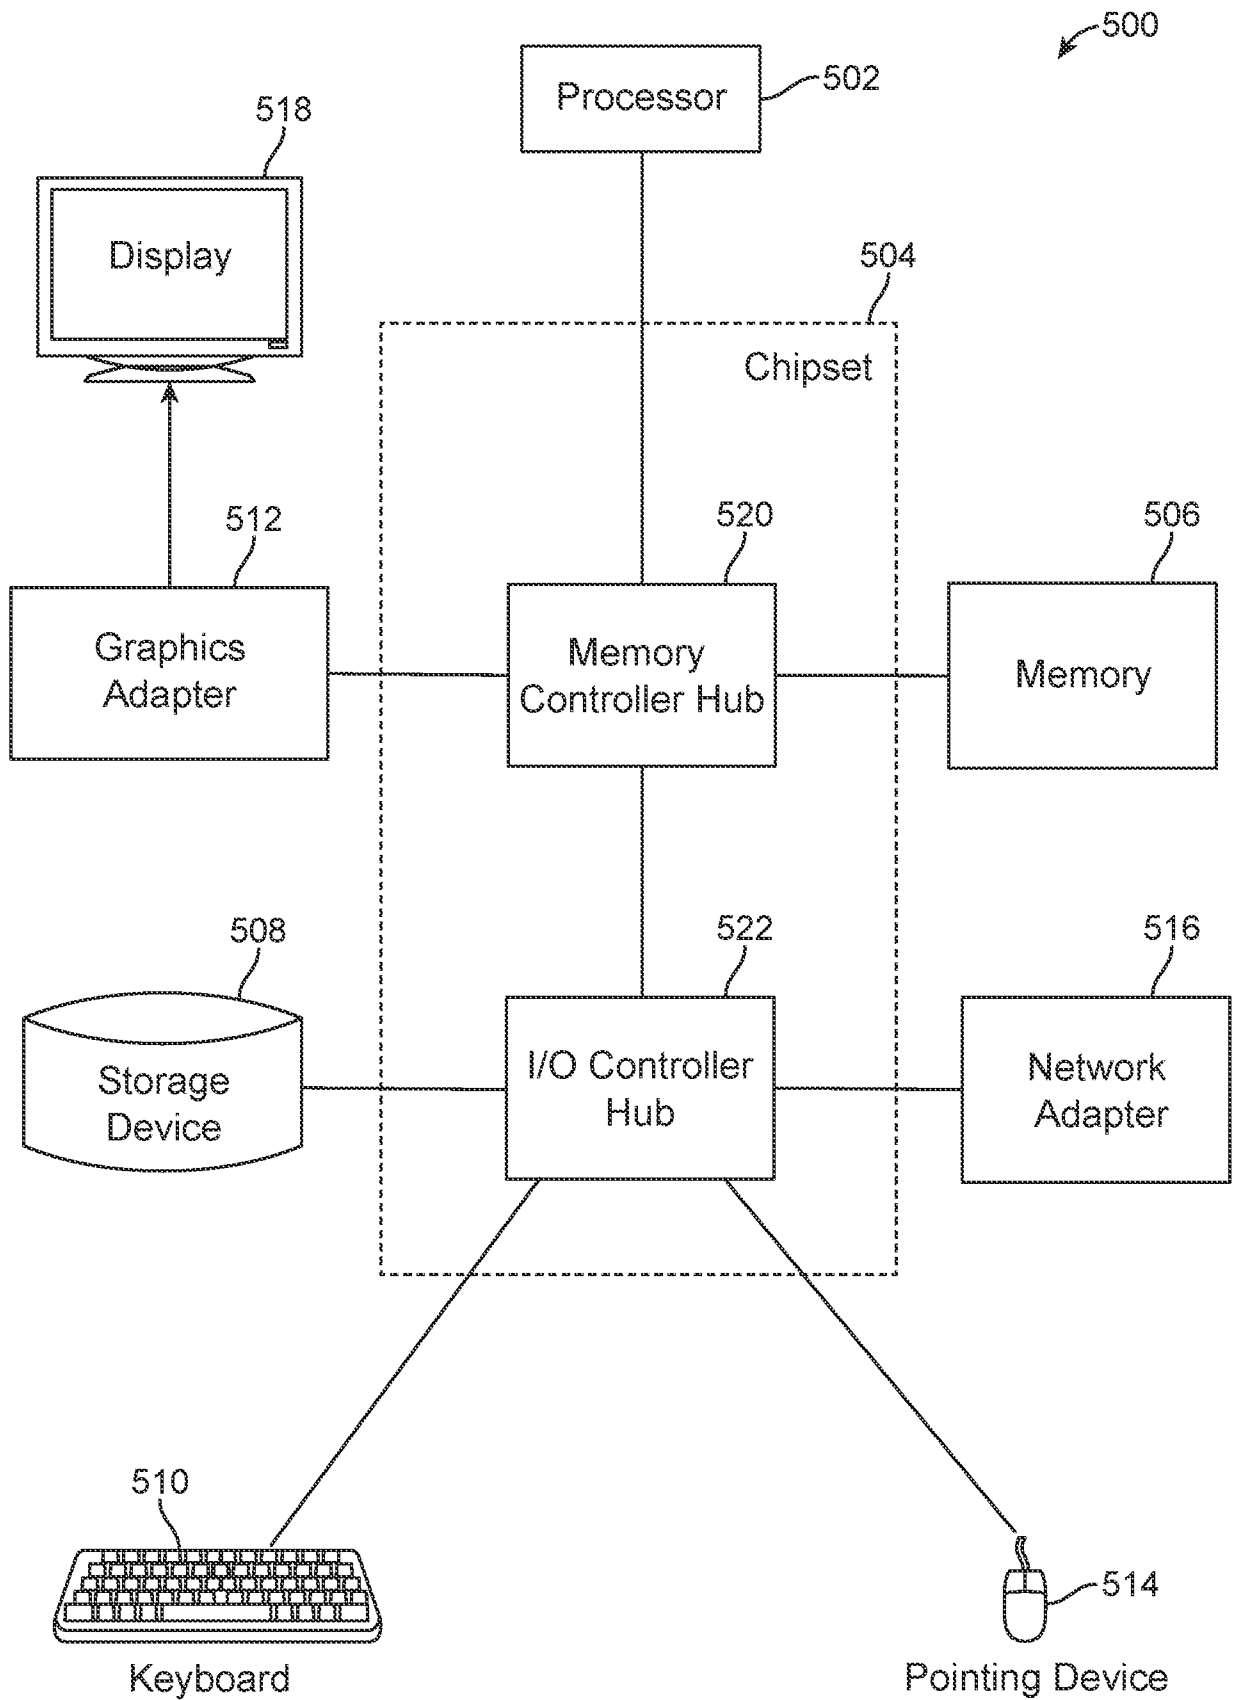 500
Processor
502
518
Display
504
Chipset
512
520
506
Graphics
Adapter
Memory
Controller Hub
Memory
508
522
516
Storage
Device
I/O Controller
Hub
Network
Adapter
510
514
Keyboard
Pointing Device